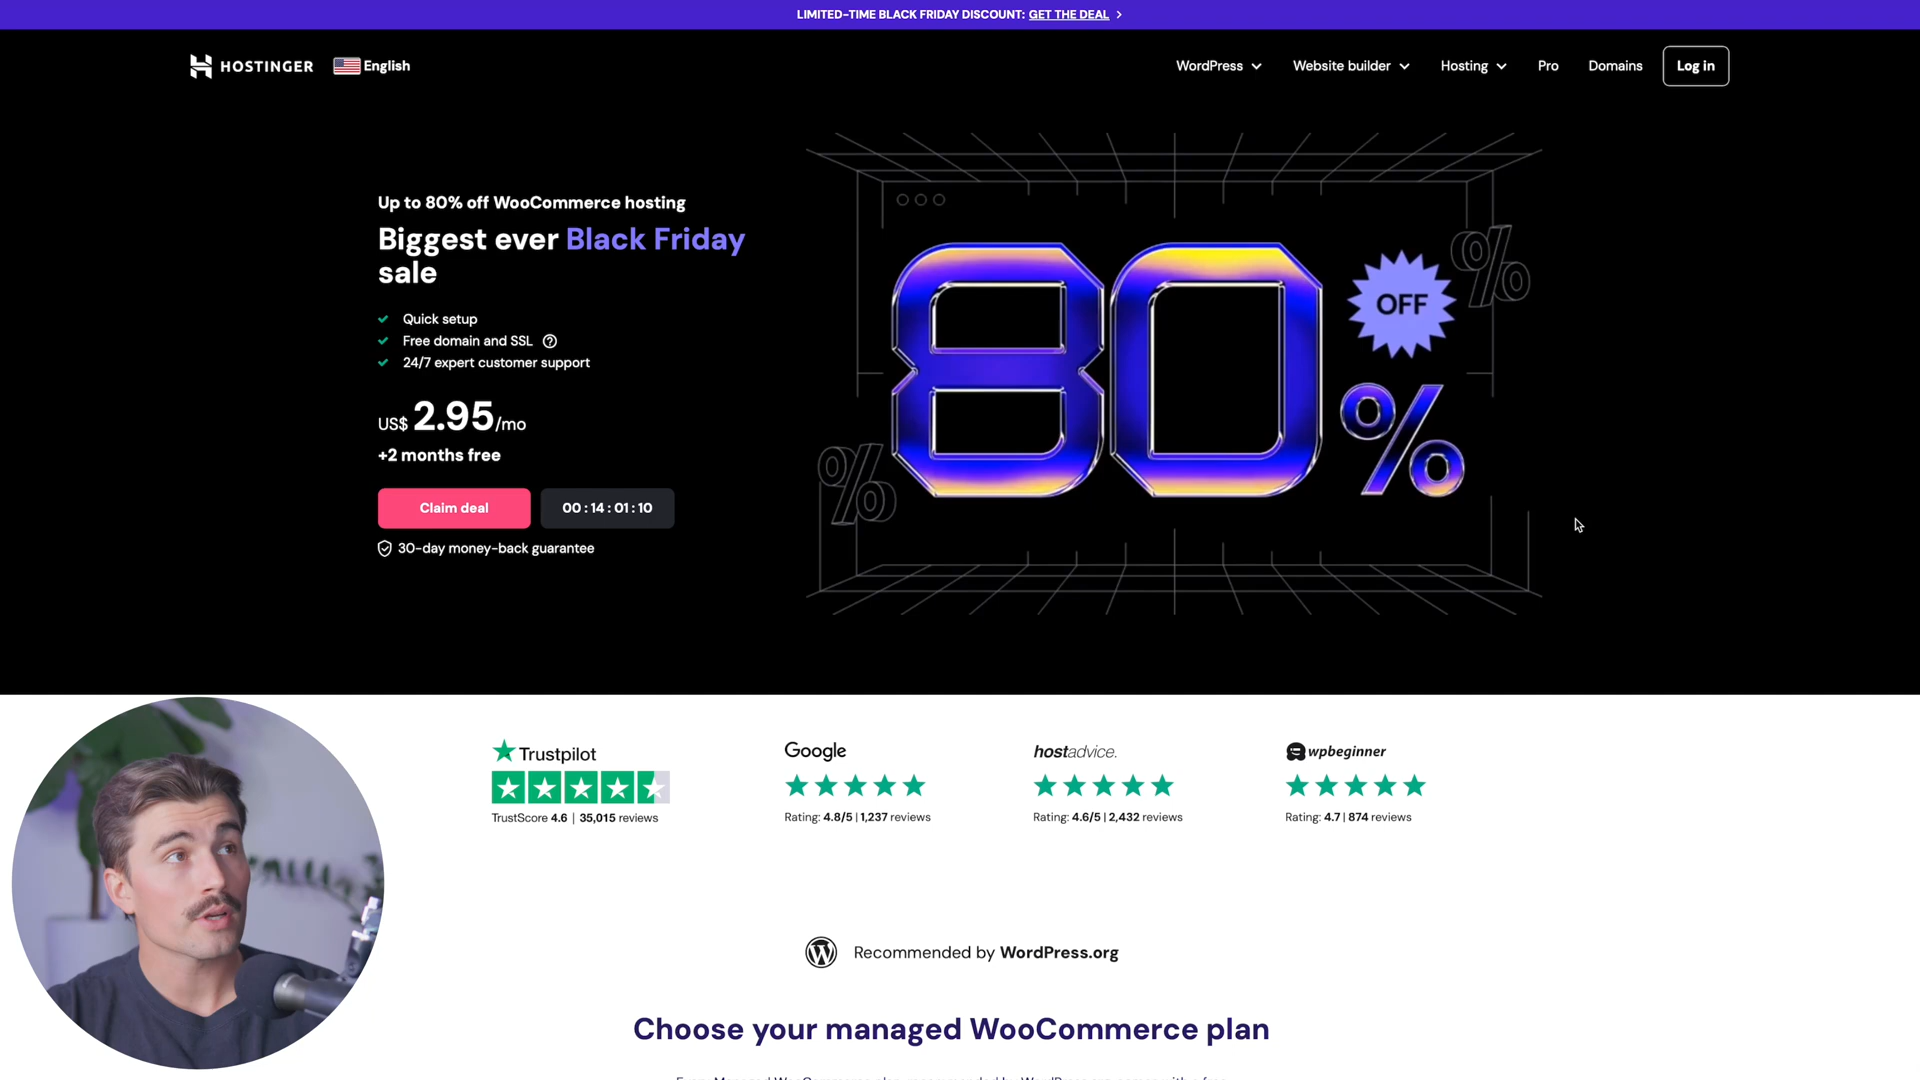 LIMITED-TIME BLACK FRIDAY DISCOUNT: GET THE DEAL
HOSTINGER
English
WordPress
Website builder
Hosting
Pro
Domains
Log in
Up to 80% off WooCommerce hosting
Biggest ever Black Friday
sale
Quick setup
Free domain and SSL
24/7 expert customer support
US$ 2.95/mo
+2 months free
Claim deal
00 : 14 : 01 : 10
30-day money-back guarantee
80%
OFF
%
%
Trustpilot
TrustScore 4.6 | 35,015 reviews
Google
Rating: 4.8/5 | 1,237 reviews
hostadvice.
Rating: 4.6/5 | 2,432 reviews
wpbeginner
Rating: 4.7 | 874 reviews
Recommended by WordPress.org
Choose your managed WooCommerce plan